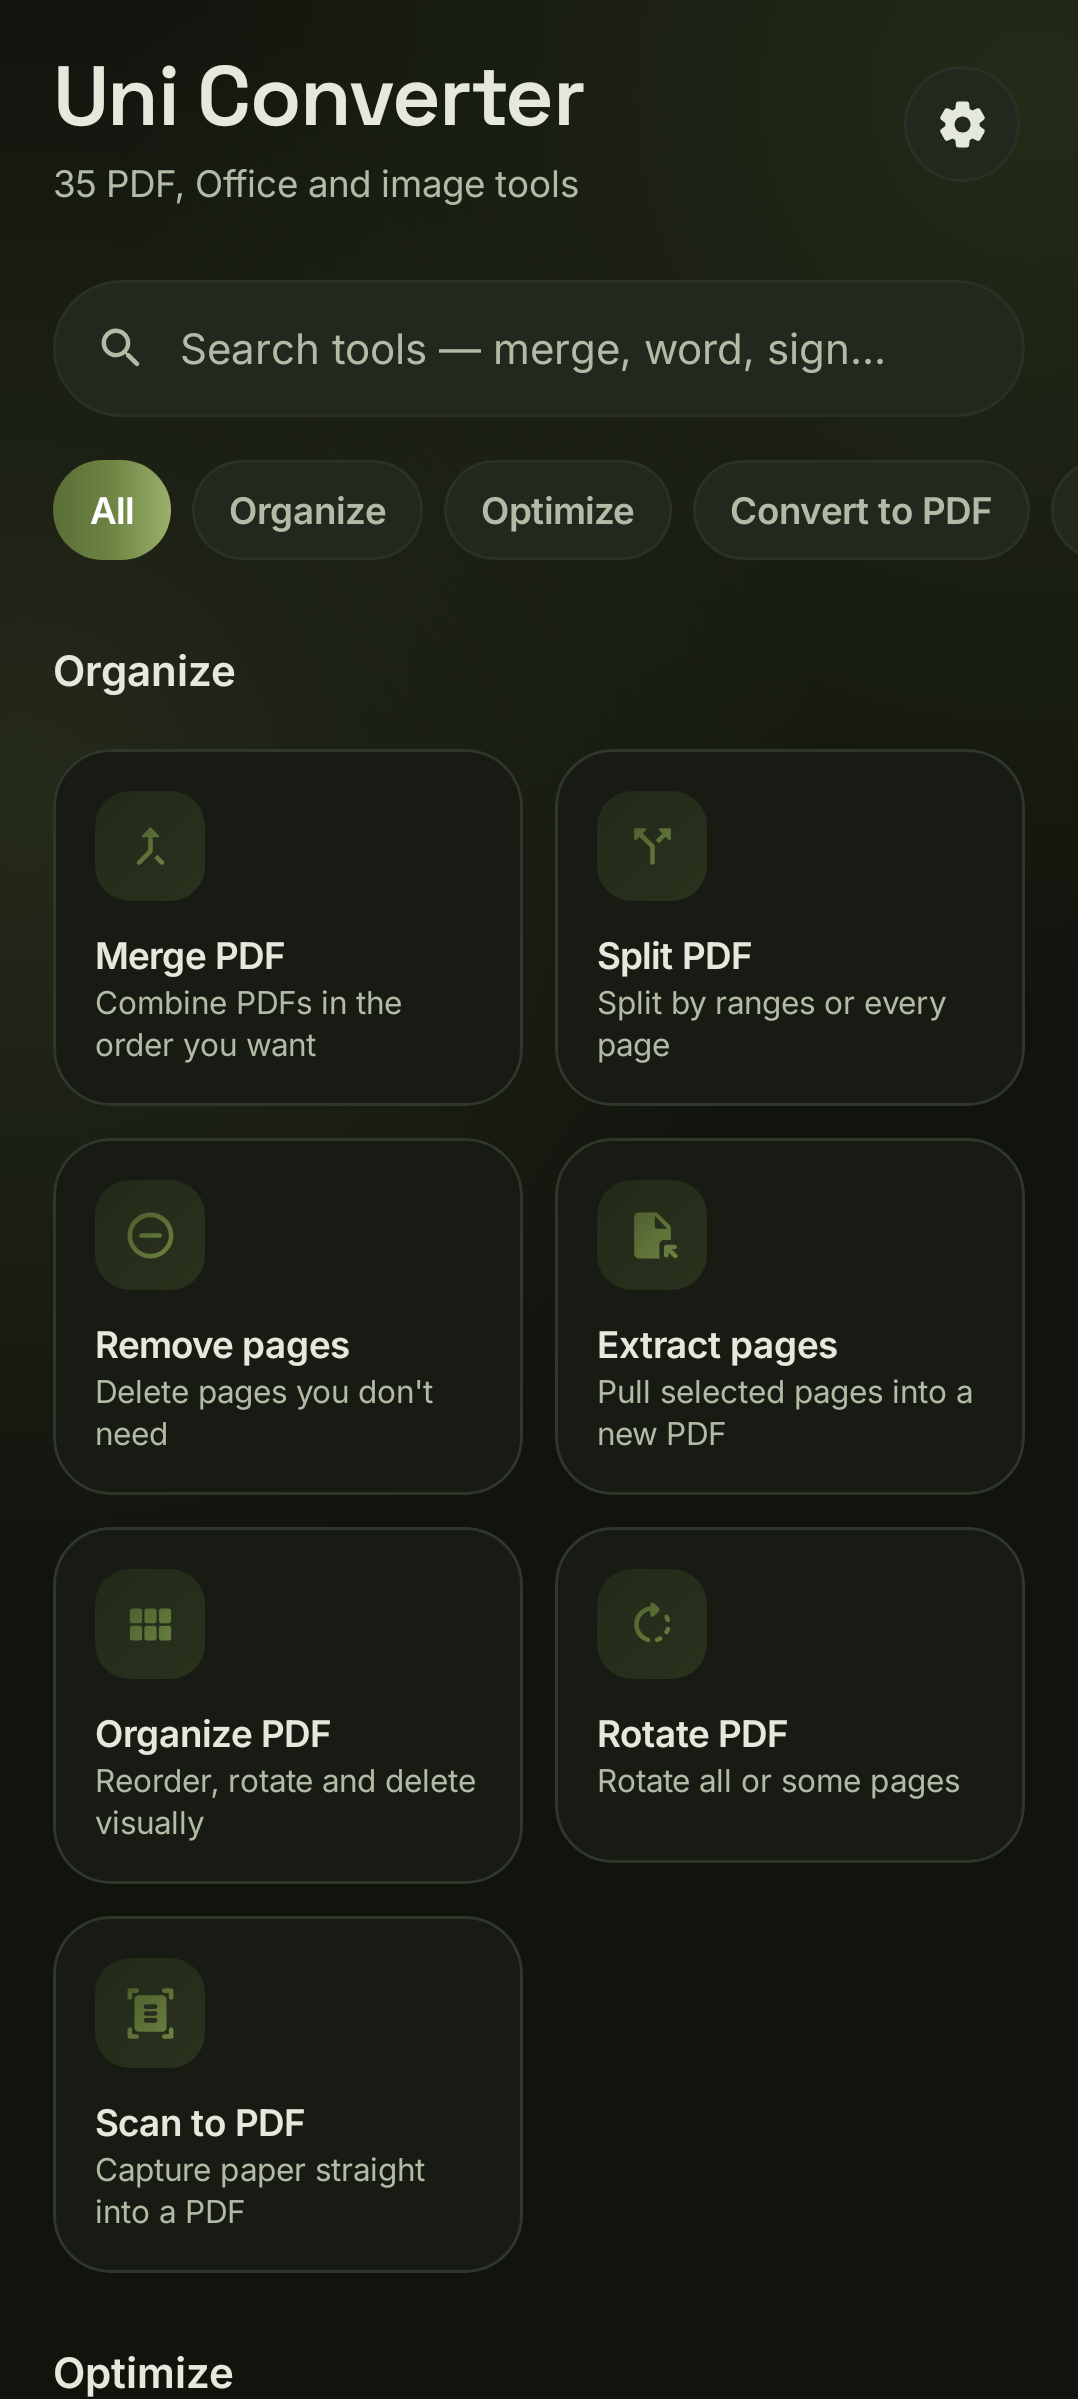 Uni Converter
35 PDF, Office and image tools
Search tools — merge, word, sign...
All
Organize
Optimize
Convert to PDF
Organize
Merge PDF
Combine PDFs in the
order you want
Split PDF
Split by ranges or every
page
Remove pages
Delete pages you don't
need
Extract pages
Pull selected pages into a
new PDF
Organize PDF
Reorder, rotate and delete
visually
Rotate PDF
Rotate all or some pages
Scan to PDF
Capture paper straight
into a PDF
Optimize